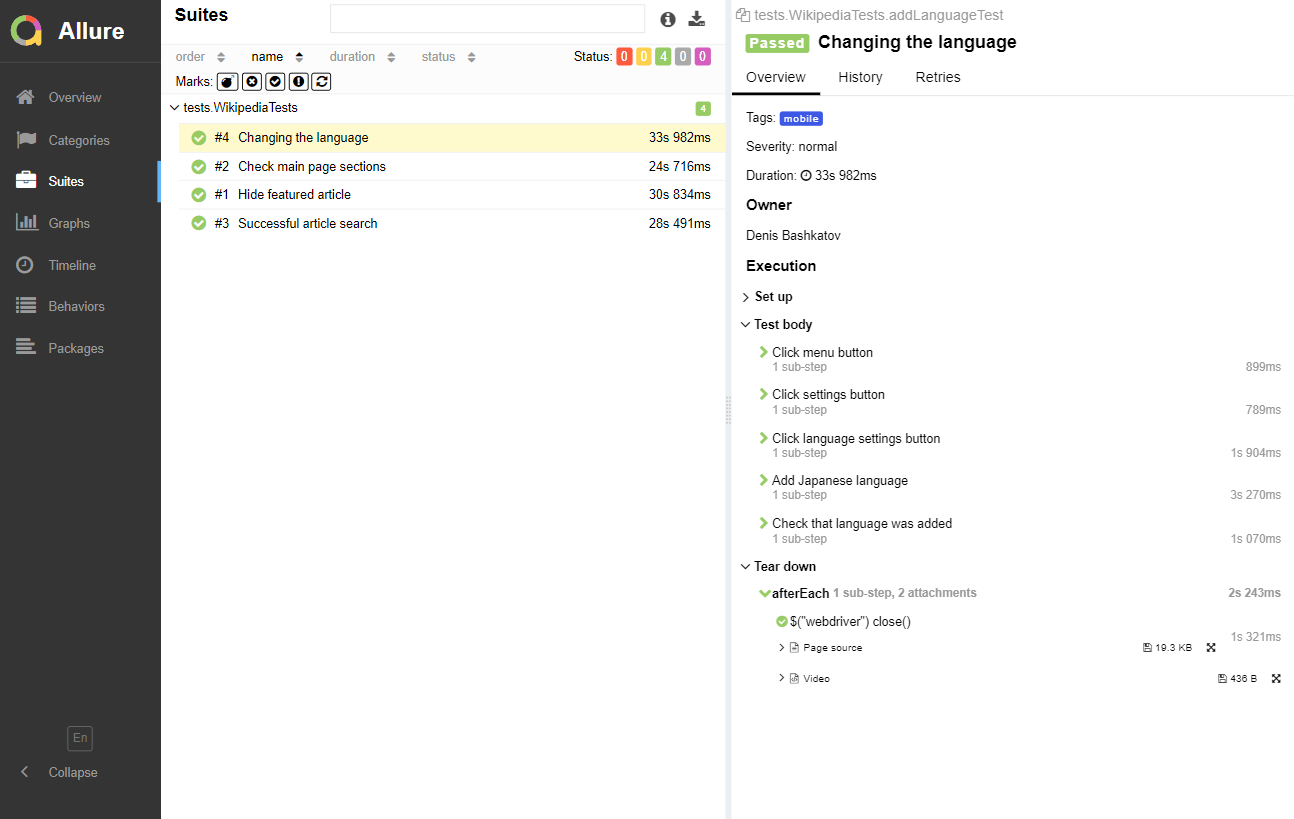 Allure
Overview
Categories
Suites
Graphs
Timeline
Behaviors
Packages
En
Collapse
Suites
order name duration status Status: 0 0 4 0 0
Marks:
tests.WikipediaTests 4
#4 Changing the language 33s 982ms
#2 Check main page sections 24s 716ms
#1 Hide featured article 30s 834ms
#3 Successful article search 28s 491ms
tests.WikipediaTests.addLanguageTest
Passed Changing the language
Overview History Retries
Tags: mobile
Severity: normal
Duration: 33s 982ms
Owner
Denis Bashkatov
Execution
Set up
Test body
Click menu button
1 sub-step 899ms
Click settings button
1 sub-step 789ms
Click language settings button
1 sub-step 1s 904ms
Add Japanese language
1 sub-step 3s 270ms
Check that language was added
1 sub-step 1s 070ms
Tear down
afterEach 1 sub-step, 2 attachments 2s 243ms
$("webdriver") close()
1s 321ms
Page source 19.3 KB
Video 436 B